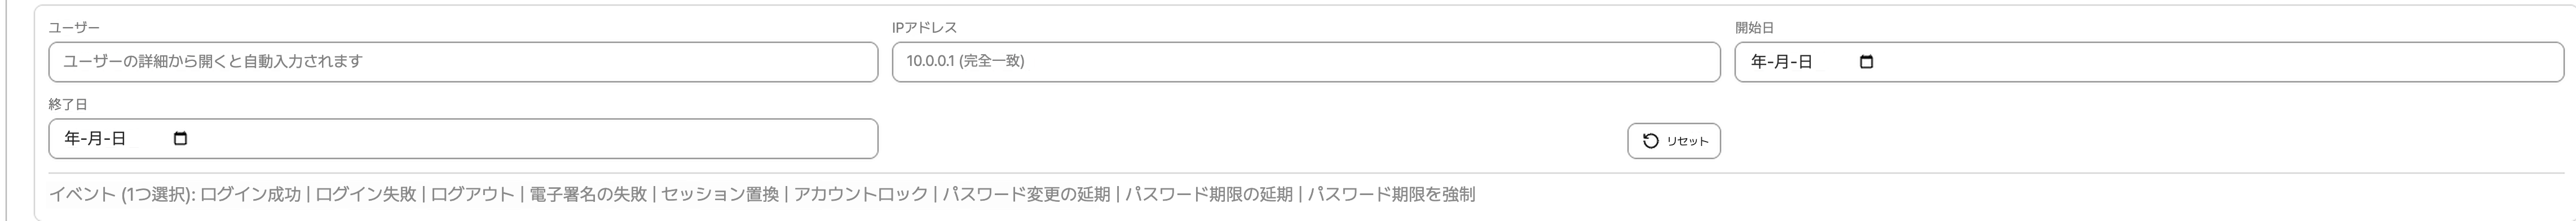 ユーザー
ユーザーの詳細から開くと自動入力されます
IPアドレス
10.0.0.1 (完全一致)
開始日
年-月-日
終了日
年-月-日
リセット
イベント (1つ選択): ログイン成功 | ログイン失敗 | ログアウト | 電子署名の失敗 | セッション置換 | アカウントロック | パスワード変更の延期 | パスワード期限の延期 | パスワード期限を強制